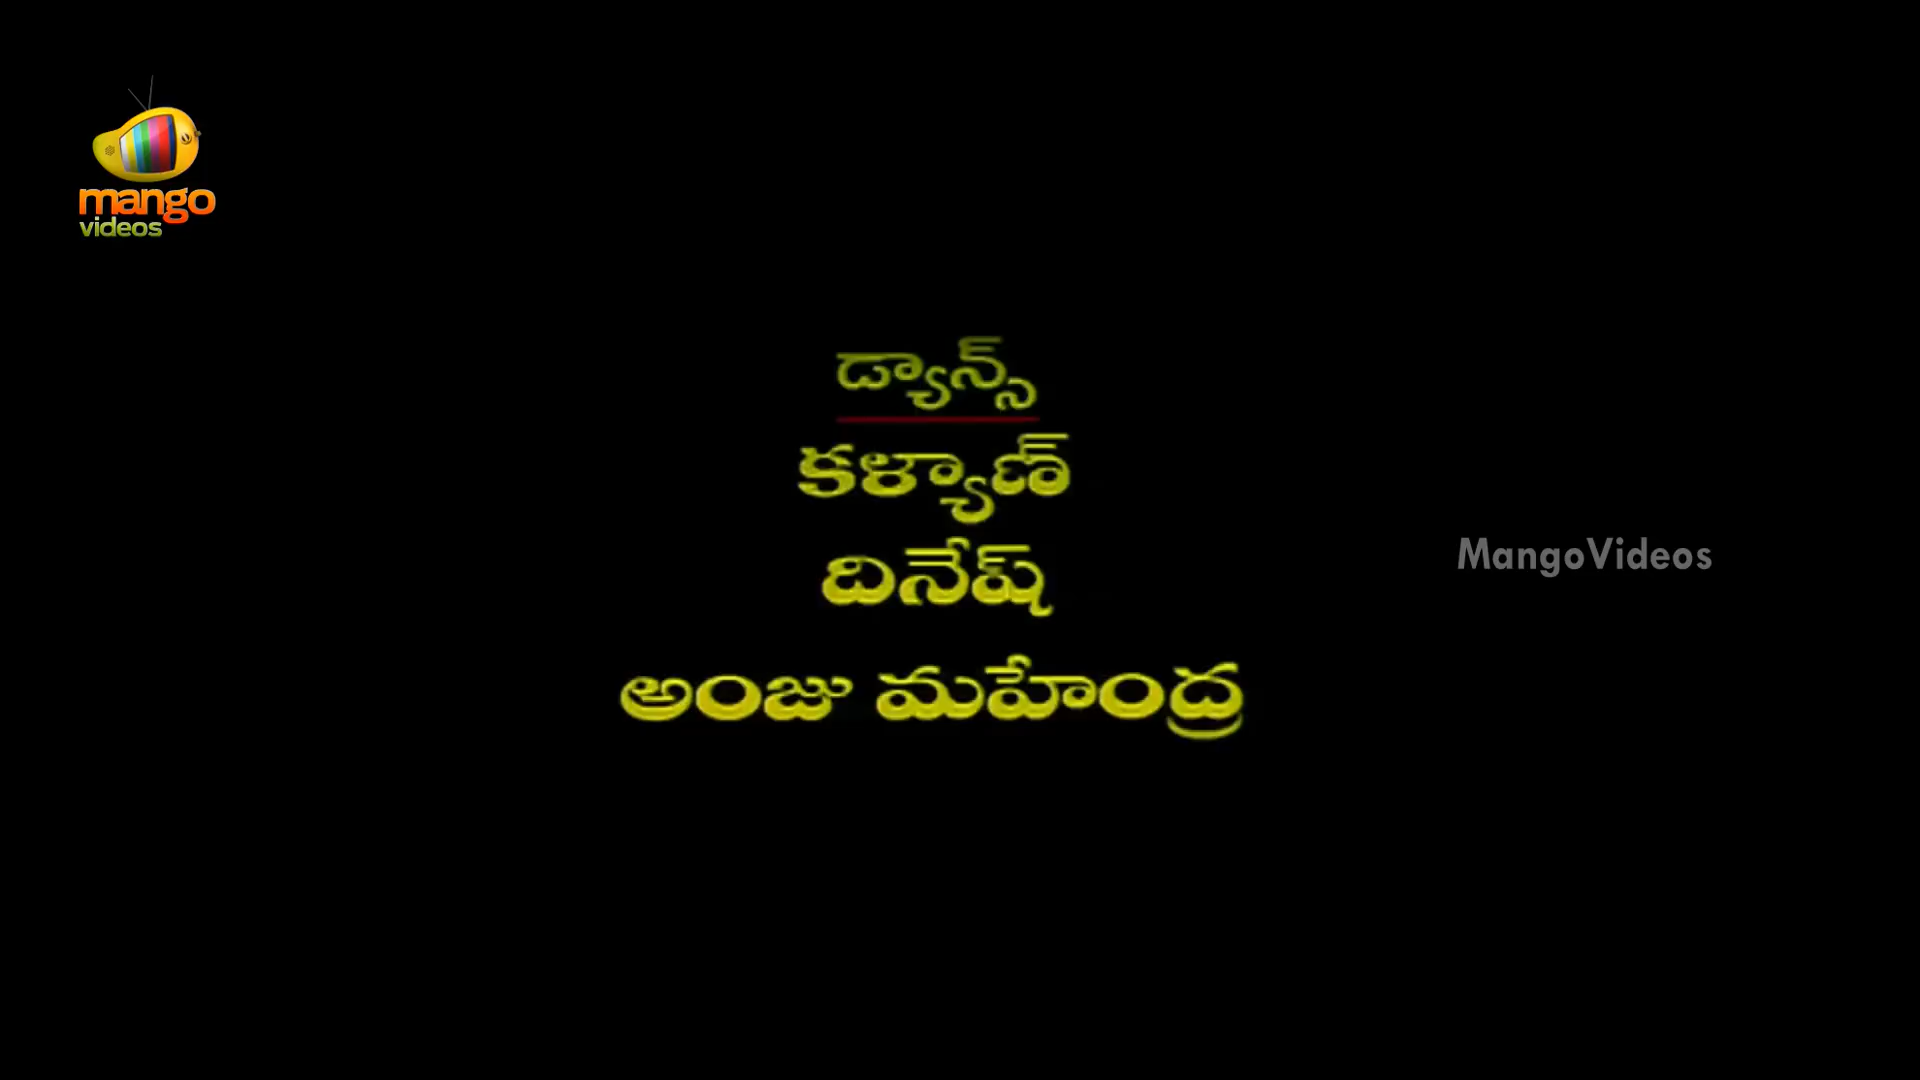 mango
videos
డ్యాన్స్
కళ్యాణ్
దినేష్
MangoVideos
అంజు మహేంద్ర